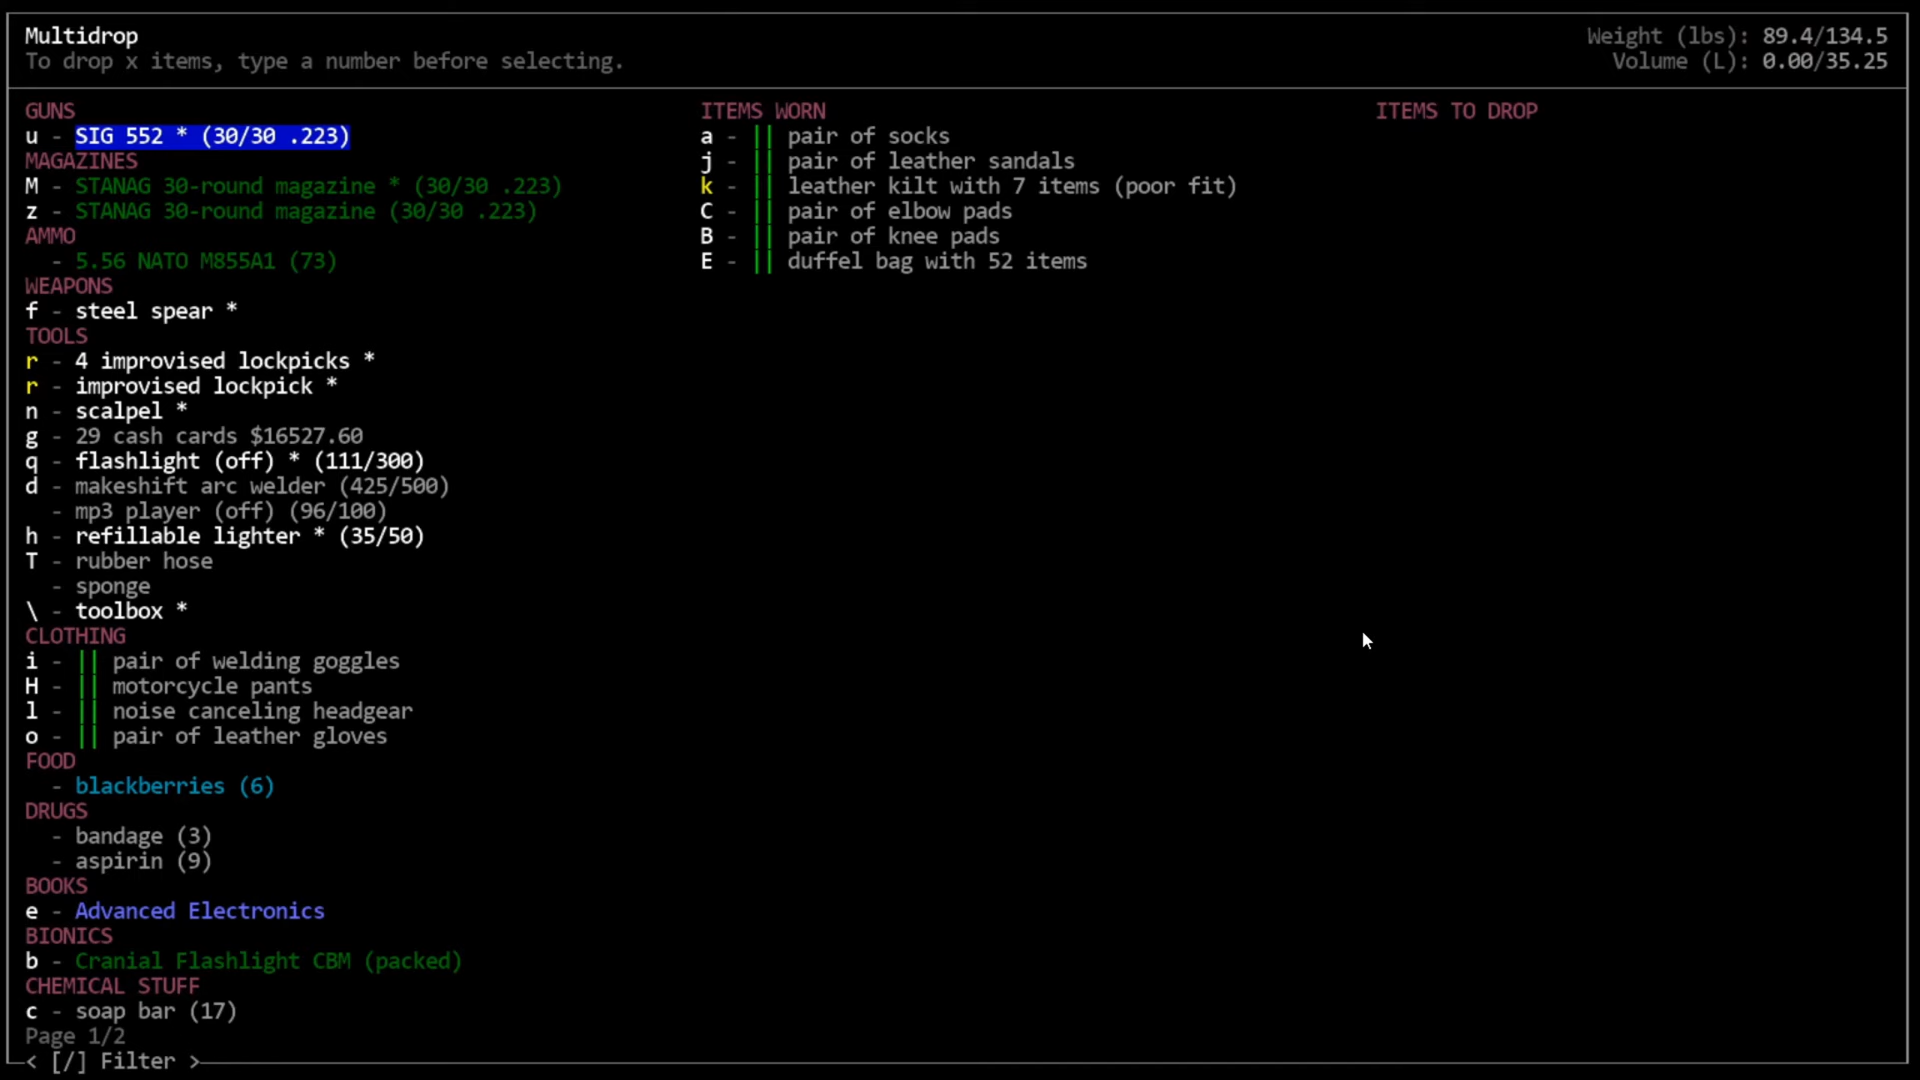 Multidrop
To drop x items, type a number before selecting.
Weight (lbs): 89.4/134.5
Volume (L): 0.00/35.25
GUNS
u - SIG 552 * (30/30 .223)
MAGAZINES
M - STANAG 30-round magazine * (30/30 .223)
z - STANAG 30-round magazine (30/30 .223)
AMMO
- 5.56 NATO M855A1 (73)
WEAPONS
f - steel spear *
TOOLS
r - 4 improvised lockpicks *
r - improvised lockpick *
n - scalpel *
g - 29 cash cards $16527.60
q - flashlight (off) * (111/300)
d - makeshift arc welder (425/500)
- mp3 player (off) (96/100)
h - refillable lighter * (35/50)
T - rubber hose
- sponge
\ - toolbox *
CLOTHING
i - || pair of welding goggles
H - || motorcycle pants
l - || noise canceling headgear
o - || pair of leather gloves
FOOD
- blackberries (6)
DRUGS
- bandage (3)
- aspirin (9)
BOOKS
e - Advanced Electronics
BIONICS
b - Cranial Flashlight CBM (packed)
CHEMICAL STUFF
c - soap bar (17)
Page 1/2
< [/] Filter >
ITEMS WORN
a - || pair of socks
j - || pair of leather sandals
k - || leather kilt with 7 items (poor fit)
C - || pair of elbow pads
B - || pair of knee pads
E - || duffel bag with 52 items
ITEMS TO DROP